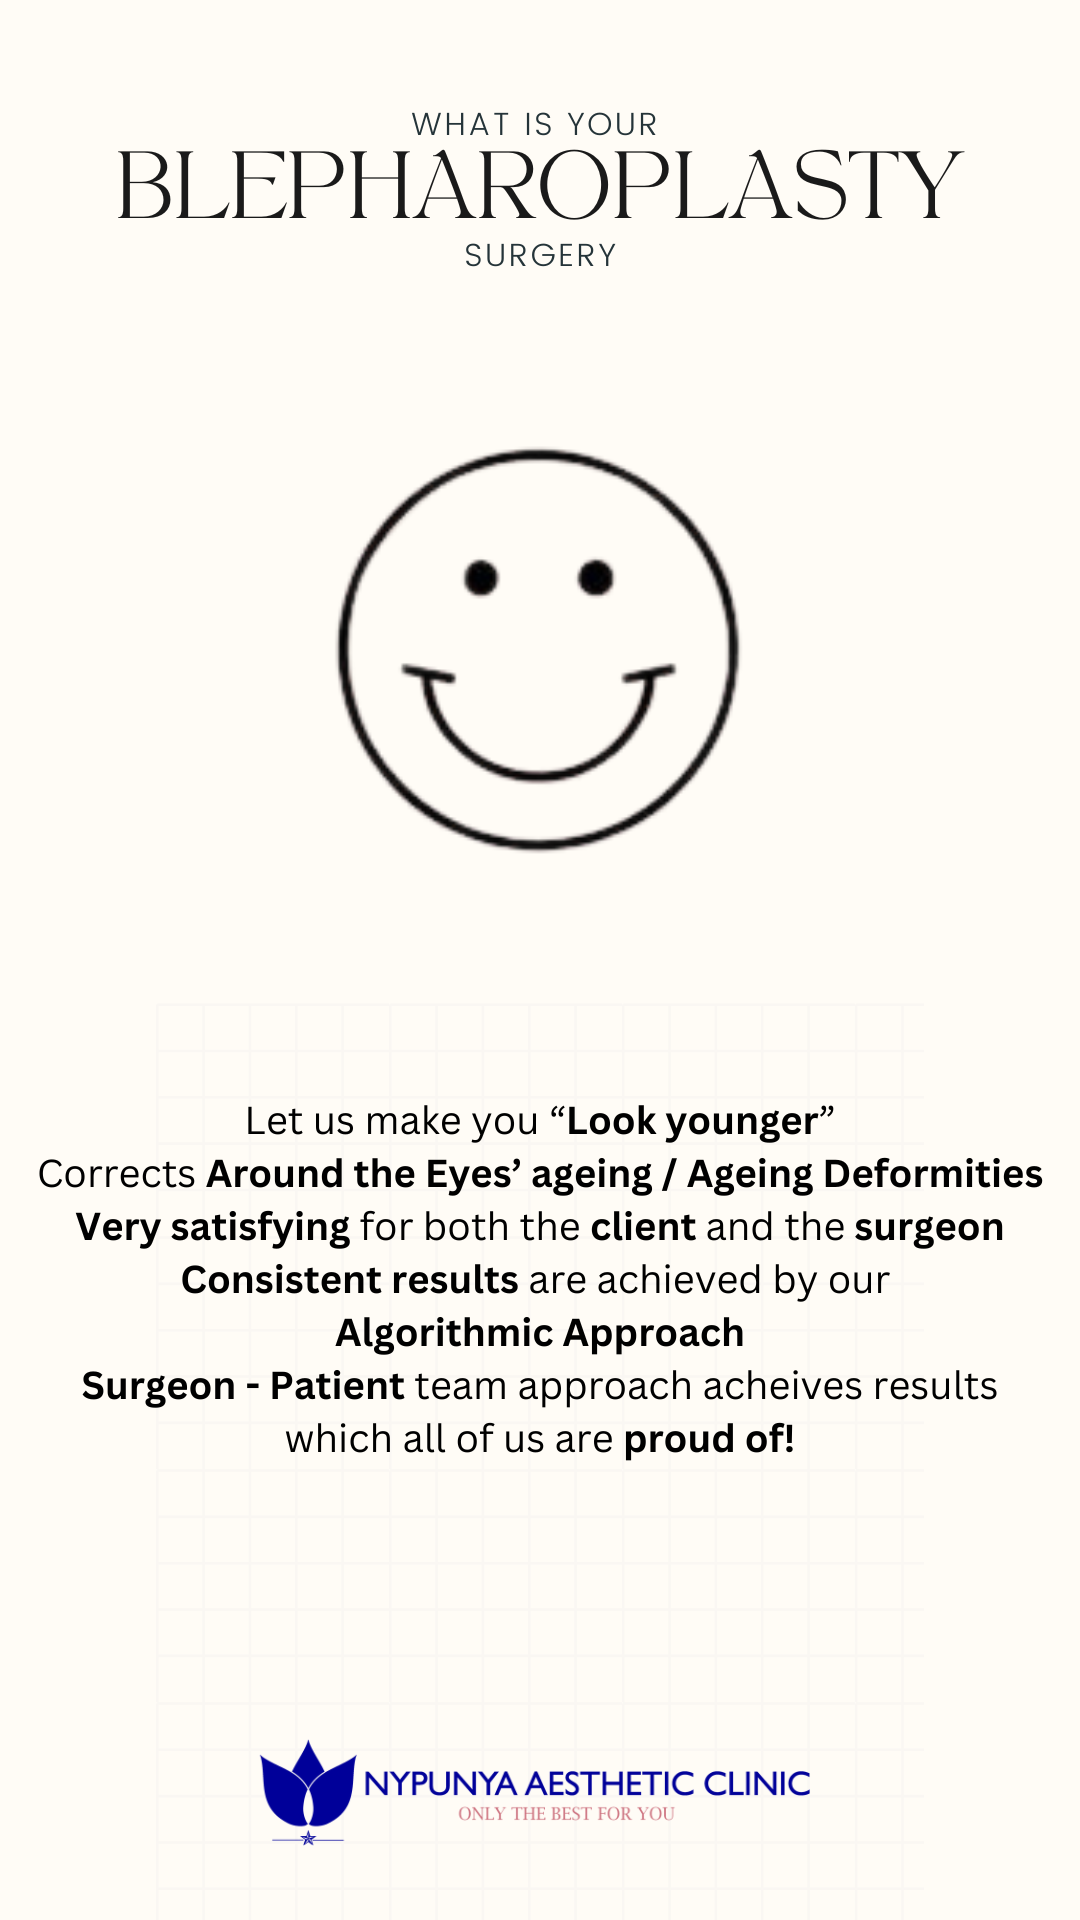 WHAT IS YOUR
BLEPHAROPLASTY
SURGERY
Let us make you “Look younger”
Corrects Around the Eyes’ ageing / Ageing Deformities
Very satisfying for both the client and the surgeon
Consistent results are achieved by our
Algorithmic Approach
Surgeon - Patient team approach acheives results
which all of us are proud of!
NYPUNYA AESTHETIC CLINIC
ONLY THE BEST FOR YOU